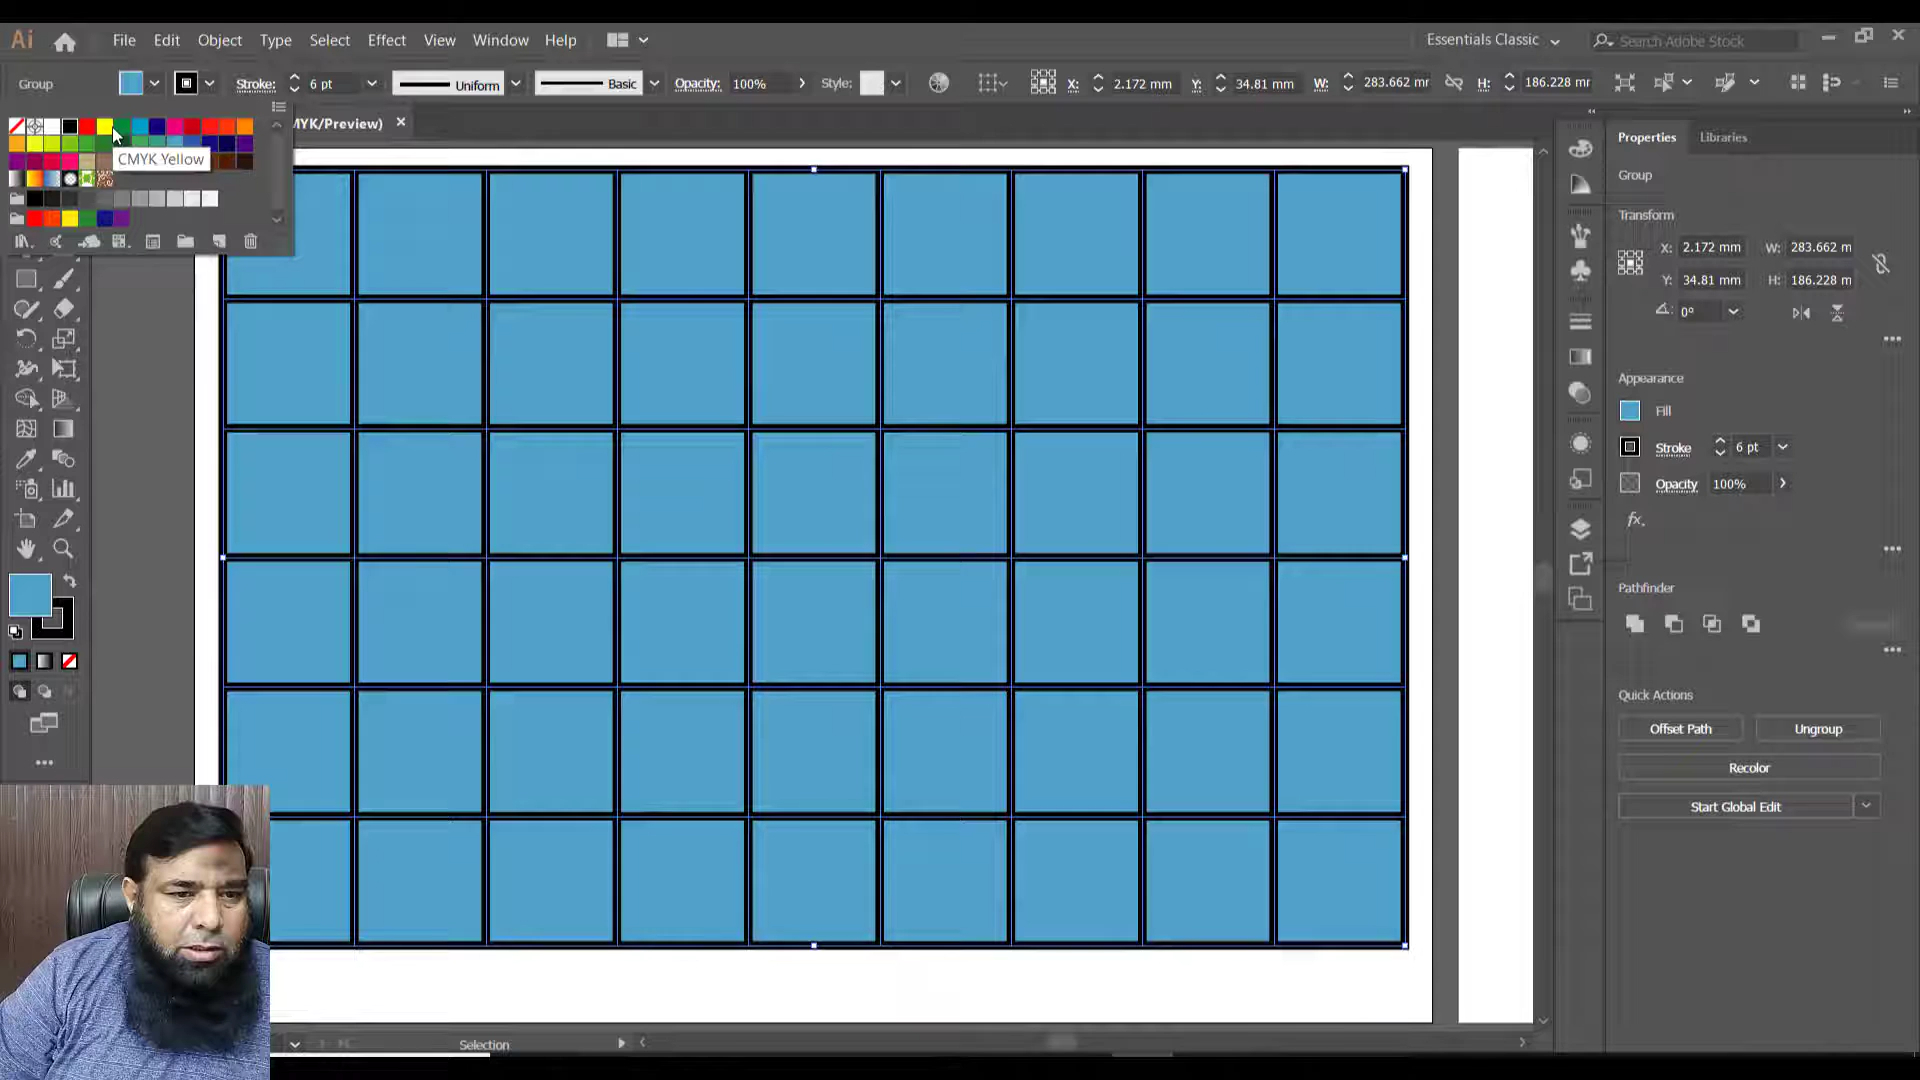 Ai File Edit Object Type Select Effect View Window Help Essentials Classic Search Adobe Stock
Group Stroke: 6 pt Uniform Basic Opacity: 100% Style: X: 2.172 mm Y: 34.81 mm W: 283.662 mr H: 186.228 mr
MYK/Preview) ×
CMYK Yellow
Properties Libraries
Group
Transform
X: 2.172 mm W: 283.662 m
Y: 34.81 mm H: 186.228 m
0°
Appearance
Fill
Stroke 6 pt
Opacity 100%
fx.
Pathfinder
Quick Actions
Offset Path Ungroup
Recolor
Start Global Edit
Selection